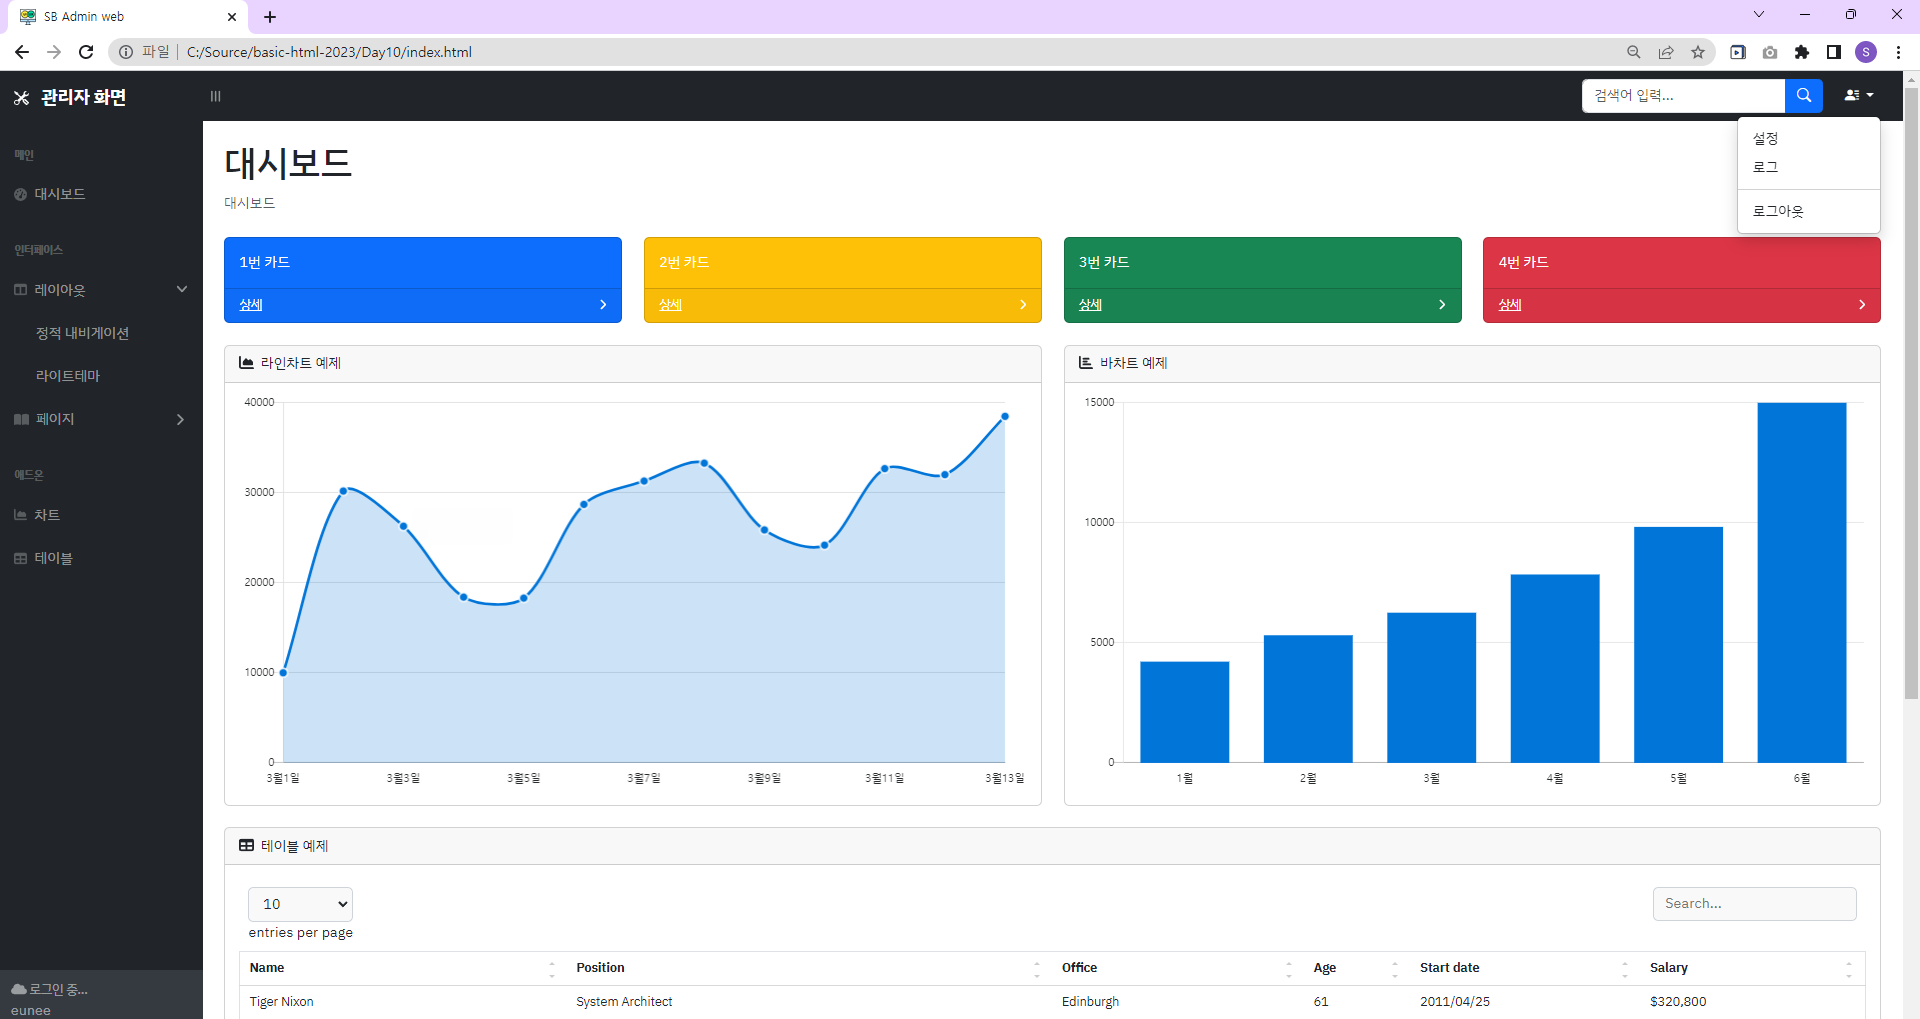 SB Admin web
파일
C:/Source/basic-html-2023/Day10/index.html
S
관리자 화면
검색어 입력...
설정
로그
로그아웃
메인
대시보드
인터페이스
레이아웃
정적 내비게이션
라이트테마
페이지
애드온
차트
테이블
로그인 중...
eunee
대시보드
대시보드
1번 카드
상세
2번 카드
상세
3번 카드
상세
4번 카드
상세
라인차트 예제
40000
30000
20000
10000
0
3월1일 3월3일 3월5일 3월7일 3월9일 3월11일 3월13일
바차트 예제
15000
10000
5000
0
1월 2월 3월 4월 5월 6월
테이블 예제
10
entries per page
Search...
Name Position Office Age Start date Salary
Tiger Nixon System Architect Edinburgh 61 2011/04/25 $320,800